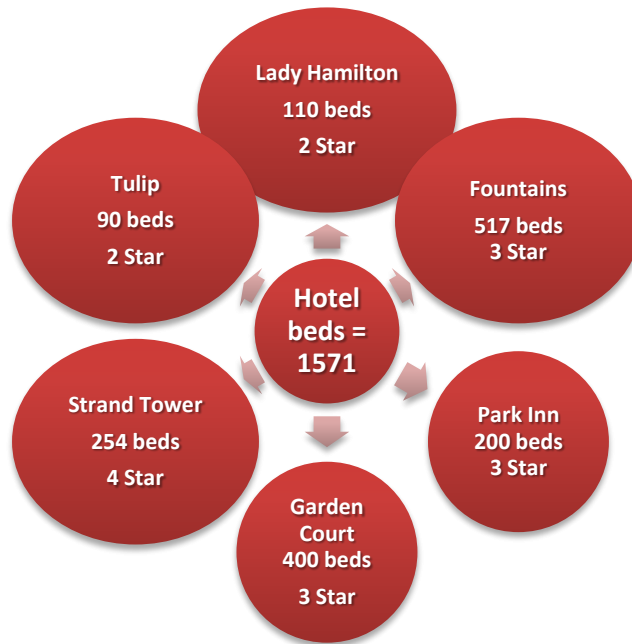 Lady Hamilton
110 beds
2 Star
Tulip
90 beds
2 Star
Fountains
517 beds
3 Star
Hotel
beds =
1571
Strand Tower
254 beds
4 Star
Park Inn
200 beds
3 Star
Garden
Court
400 beds
3 Star